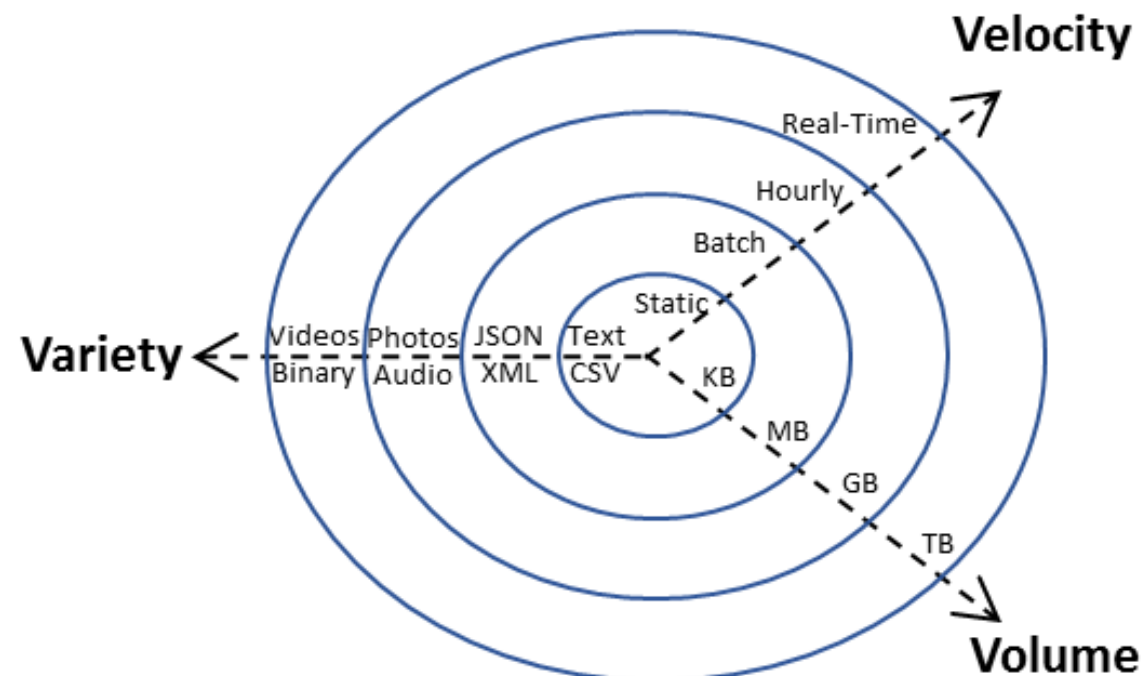 Velocity
Real-Time
Hourly
Batch
Static
Videos Photos JSON Text
Variety
Binary Audio XML CSV
KB
MB
GB
TB
Volume